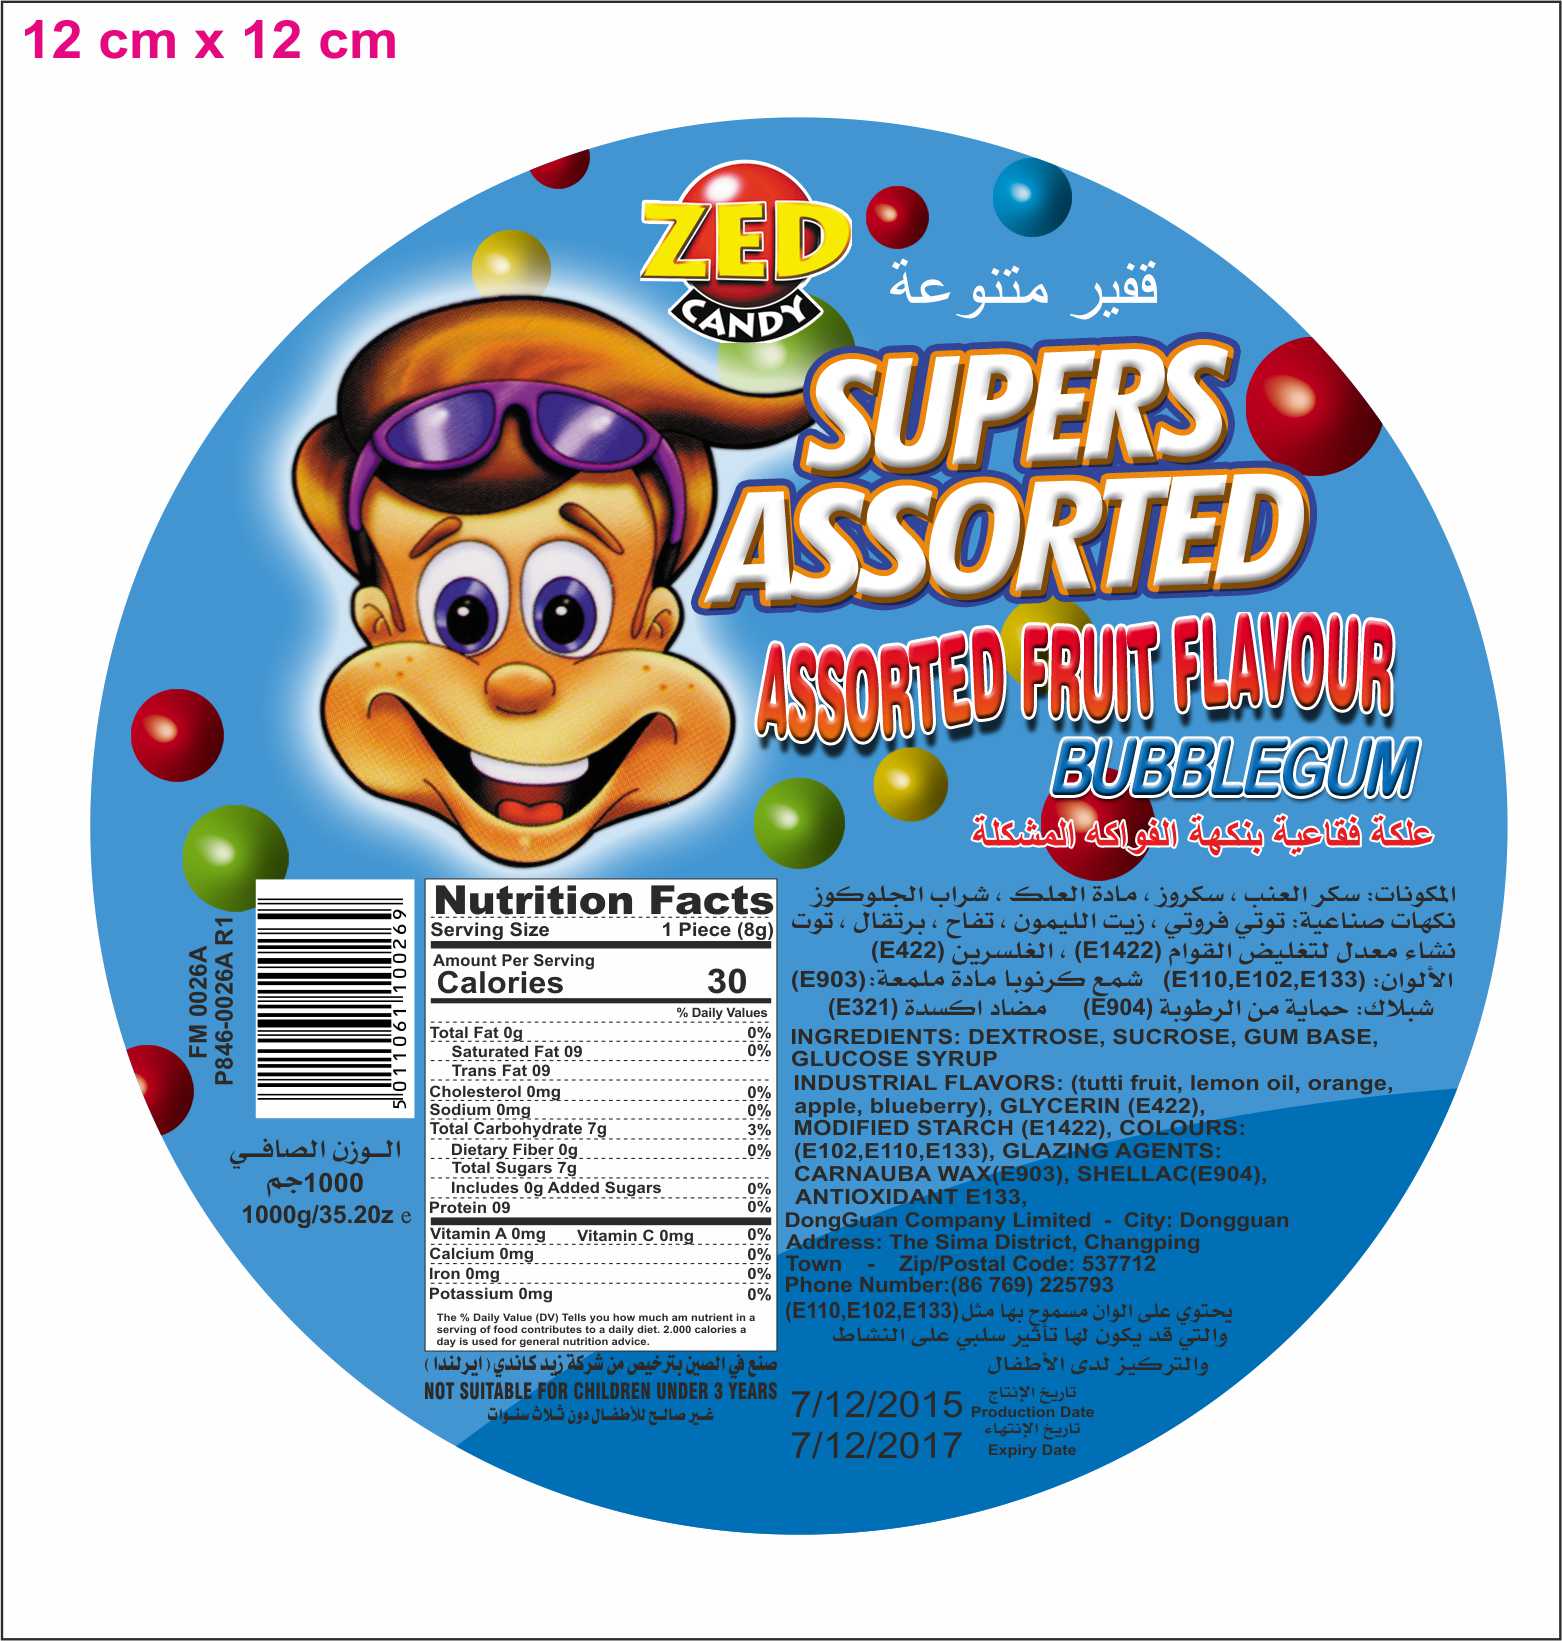 12 cm x 12 cm
ZED
CANDY
قفير متنوعة
SUPERS
ASSORTED
ASSORTED FRUIT FLAVOUR
BUBBLEGUM
علكة فقاعية بنكهة الفواكه المشكلة
FM 0026A
P846-0026A R1
5 011061 100269
الوزن الصافي
1000جم
1000g/35.20z e
Nutrition Facts
Serving Size 1 Piece (8g)
Amount Per Serving
Calories 30
% Daily Values
Total Fat 0g 0%
Saturated Fat 09 0%
Trans Fat 09
Cholesterol 0mg 0%
Sodium 0mg 0%
Total Carbohydrate 7g 3%
Dietary Fiber 0g 0%
Total Sugars 7g
Includes 0g Added Sugars 0%
Protein 09 0%
Vitamin A 0mg Vitamin C 0mg 0%
Calcium 0mg 0%
Iron 0mg 0%
Potassium 0mg 0%
The % Daily Value (DV) Tells you how much am nutrient in a
serving of food contributes to a daily diet. 2.000 calories a
day is used for general nutrition advice.
صنع في الصين بترخيص من شركة زيد كاندي ( ايرلندا )
NOT SUITABLE FOR CHILDREN UNDER 3 YEARS
غير صالح للأطفال دون ثلاث سنوات
المكونات: سكر العنب ، سكروز ، مادة العلك ، شراب الجلوكوز
نكهات صناعية: توتي فروتي ، زيت الليمون ، تفاح ، برتقال ، توت
نشاء معدل لتغليض القوام (E1422) ، الغلسرين (E422)
الألوان: (E110,E102,E133) شمع كرنوبا مادة ملمعة: (E903)
شبلاك: حماية من الرطوبة (E904) مضاد اكسدة (E321)
INGREDIENTS: DEXTROSE, SUCROSE, GUM BASE,
GLUCOSE SYRUP
INDUSTRIAL FLAVORS: (tutti fruit, lemon oil, orange,
apple, blueberry), GLYCERIN (E422),
MODIFIED STARCH (E1422), COLOURS:
(E102,E110,E133), GLAZING AGENTS:
CARNAUBA WAX(E903), SHELLAC(E904),
ANTIOXIDANT E133,
DongGuan Company Limited - City: Dongguan
Address: The Sima District, Changping
Town - Zip/Postal Code: 537712
Phone Number:(86 769) 225793
يحتوي على الوان مسموح بها مثل (E110,E102,E133)
والتي قد يكون لها تأثير سلبي على النشاط
والتركيز لدى الأطفال
7/12/2015 تاريخ الإنتاج
Production Date
7/12/2017 تاريخ الإنتهاء
Expiry Date